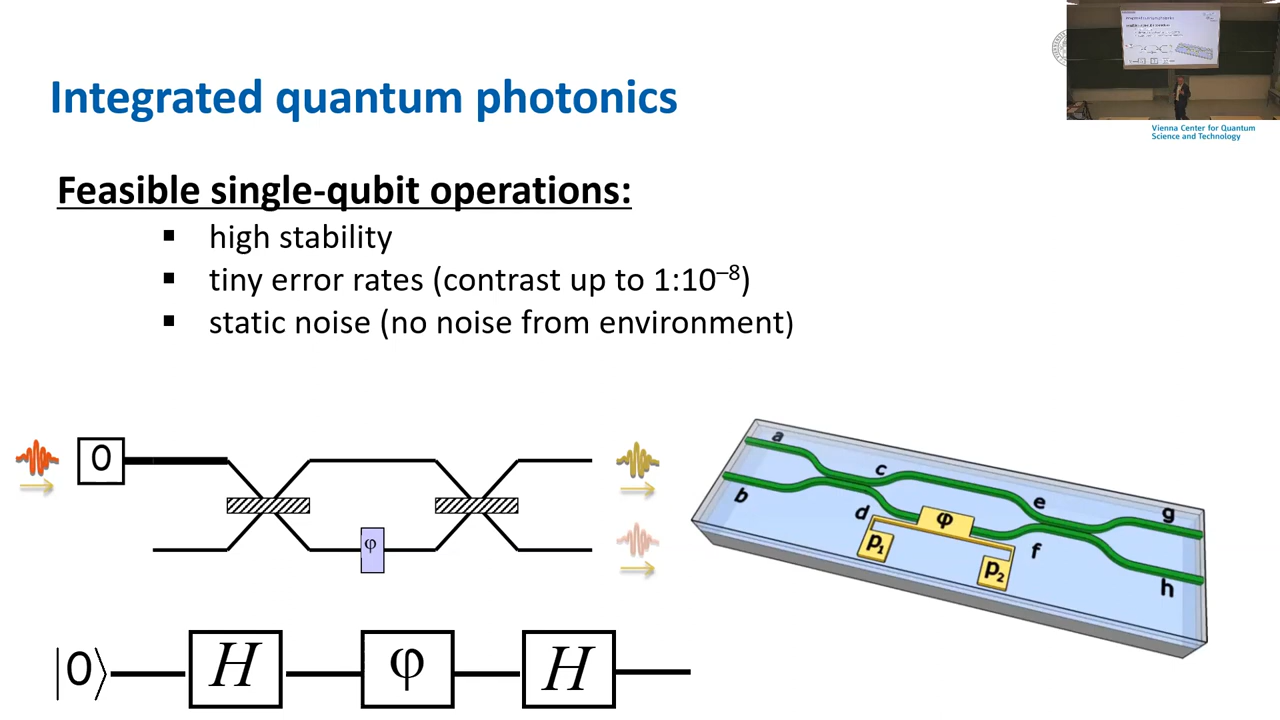 Integrated quantum photonics
Vienna Center for Quantum
Science and Technology
Feasible single-qubit operations:
▪ high stability
▪ tiny error rates (contrast up to 1:10⁻⁸)
▪ static noise (no noise from environment)
0
φ
|0⟩ H φ H
a
b
c
d
e
f
g
h
φ
p₁
p₂